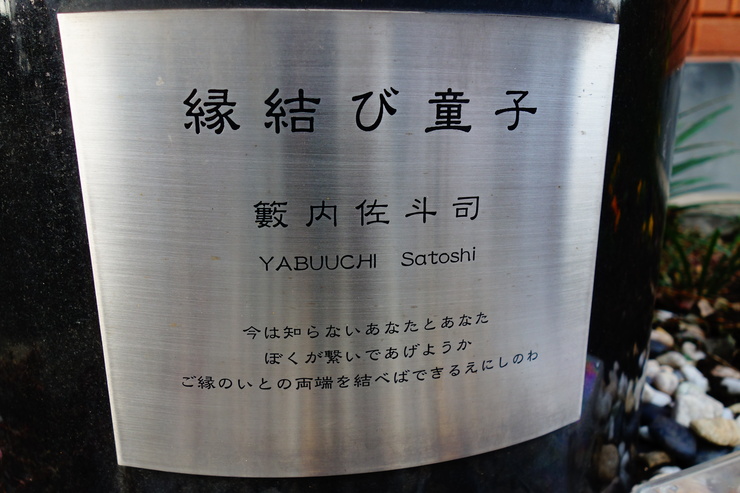 縁結び童子
籔内佐斗司
YABUUCHI Satoshi
今は知らないあなたとあなた
ぼくが繋いであげようか
ご縁のいとの両端を結べばできるえにしのわ